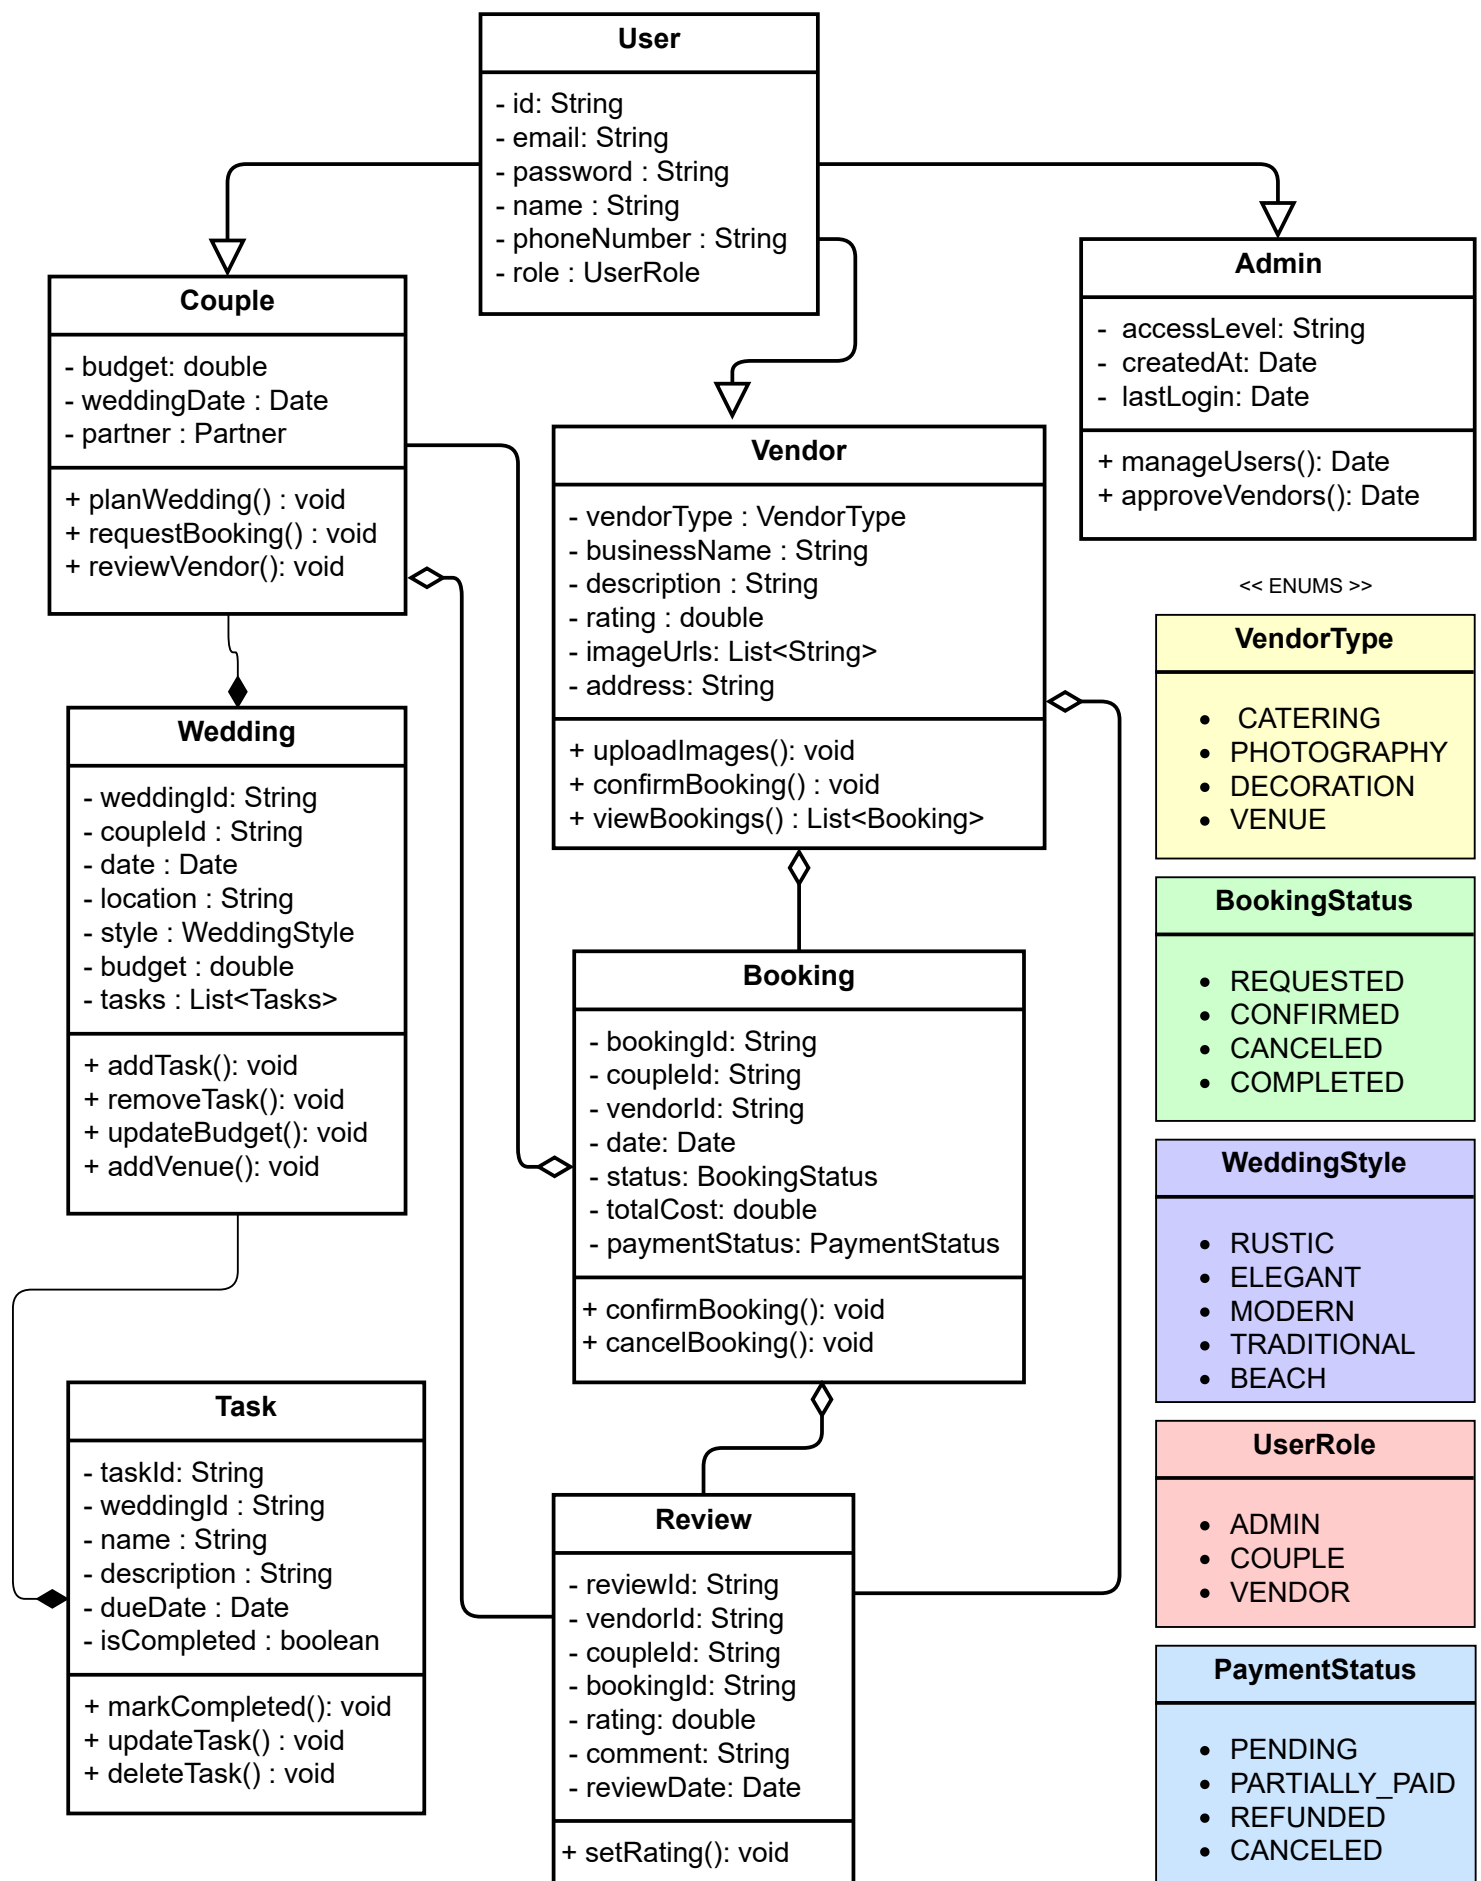 User
- id: String
- email: String
- password : String
- name : String
- phoneNumber : String
- role : UserRole
Couple
- budget: double
- weddingDate : Date
- partner : Partner
+ planWedding() : void
+ requestBooking() : void
+ reviewVendor(): void
Vendor
- vendorType : VendorType
- businessName : String
- description : String
- rating : double
- imageUrls: List<String>
- address: String
+ uploadImages(): void
+ confirmBooking() : void
+ viewBookings() : List<Booking>
Admin
- accessLevel: String
- createdAt: Date
- lastLogin: Date
+ manageUsers(): Date
+ approveVendors(): Date
Wedding
- weddingId: String
- coupleId : String
- date : Date
- location : String
- style : WeddingStyle
- budget : double
- tasks : List<Tasks>
+ addTask(): void
+ removeTask(): void
+ updateBudget(): void
+ addVenue(): void
Booking
- bookingId: String
- coupleId: String
- vendorId: String
- date: Date
- status: BookingStatus
- totalCost: double
- paymentStatus: PaymentStatus
+ confirmBooking(): void
+ cancelBooking(): void
Task
- taskId: String
- weddingId : String
- name : String
- description : String
- dueDate : Date
- isCompleted : boolean
+ markCompleted(): void
+ updateTask() : void
+ deleteTask() : void
Review
- reviewId: String
- vendorId: String
- coupleId: String
- bookingId: String
- rating: double
- comment: String
- reviewDate: Date
+ setRating(): void
<< ENUMS >>
VendorType
• CATERING
• PHOTOGRAPHY
• DECORATION
• VENUE
BookingStatus
• REQUESTED
• CONFIRMED
• CANCELED
• COMPLETED
WeddingStyle
• RUSTIC
• ELEGANT
• MODERN
• TRADITIONAL
• BEACH
UserRole
• ADMIN
• COUPLE
• VENDOR
PaymentStatus
• PENDING
• PARTIALLY_PAID
• REFUNDED
• CANCELED